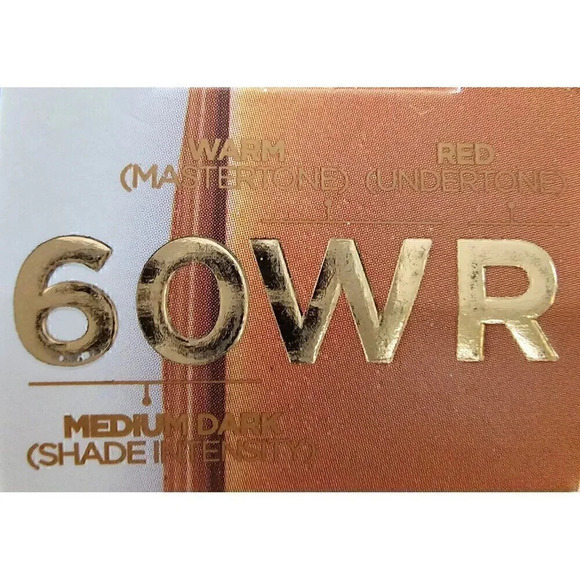 WARM RED
(MASTERTONE) (UNDERTONE)
60WR
MEDIUM DARK
(SHADE INTENSITY)